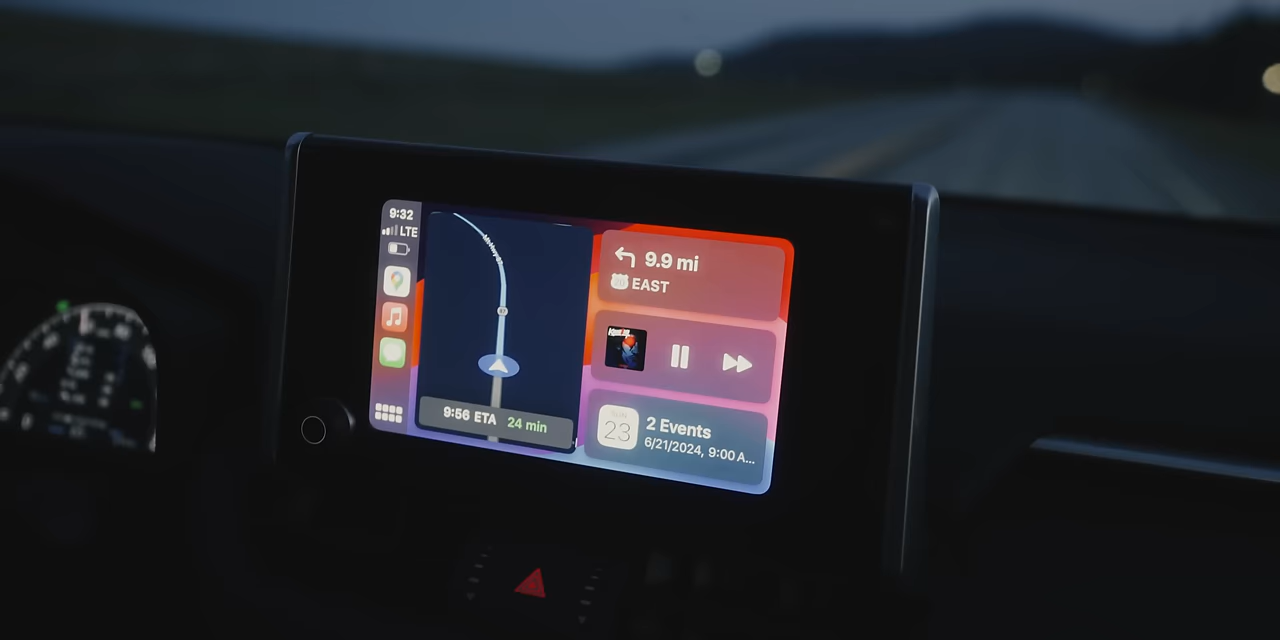 9:32
LTE
9.9 mi
EAST
9:56 ETA 24 min
23
2 Events
6/21/2024, 9:00 A...